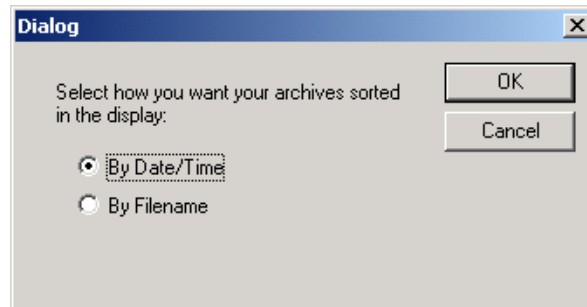 Dialog
Select how you want your archives sorted
in the display:
By Date/Time
By Filename
OK
Cancel